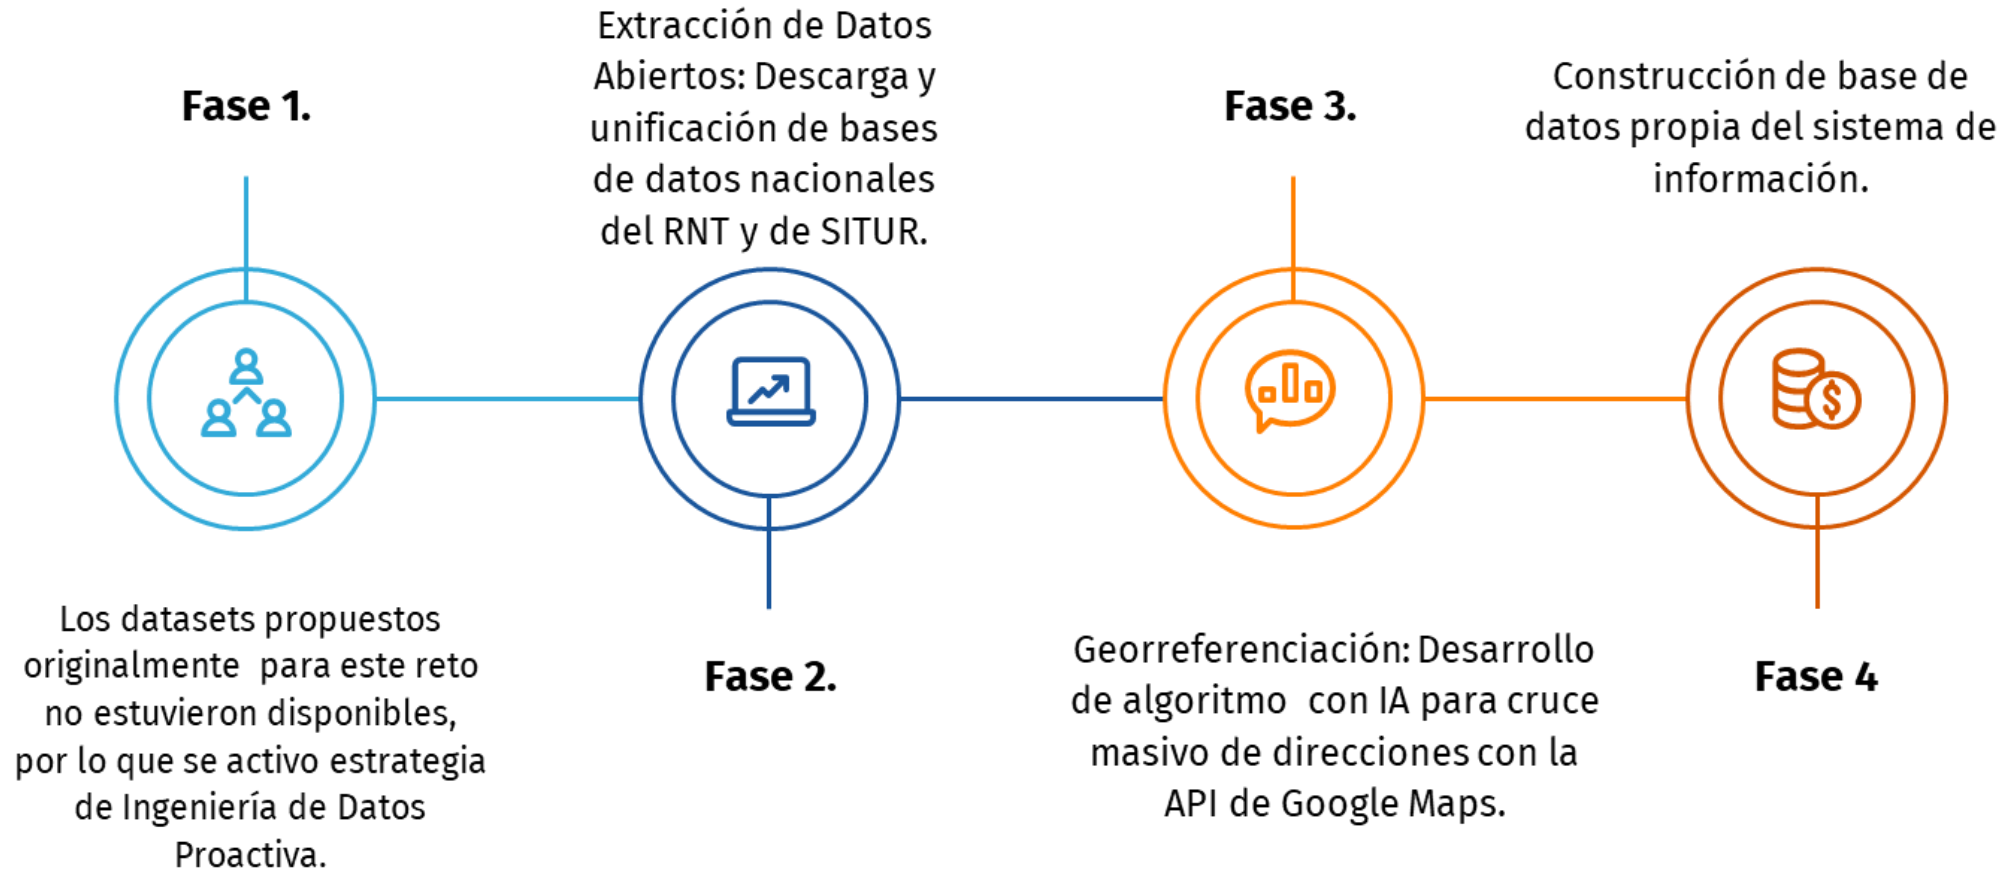 Fase 1.
Los datasets propuestos
originalmente  para este reto
no estuvieron disponibles,
por lo que se activo estrategia
de Ingeniería de Datos
Proactiva.
Extracción de Datos
Abiertos: Descarga y
unificación de bases
de datos nacionales
del RNT y de SITUR.
Fase 2.
Fase 3.
Georreferenciación: Desarrollo
de algoritmo  con IA para cruce
masivo de direcciones con la
API de Google Maps.
Construcción de base de
datos propia del sistema de
información.
$
Fase 4